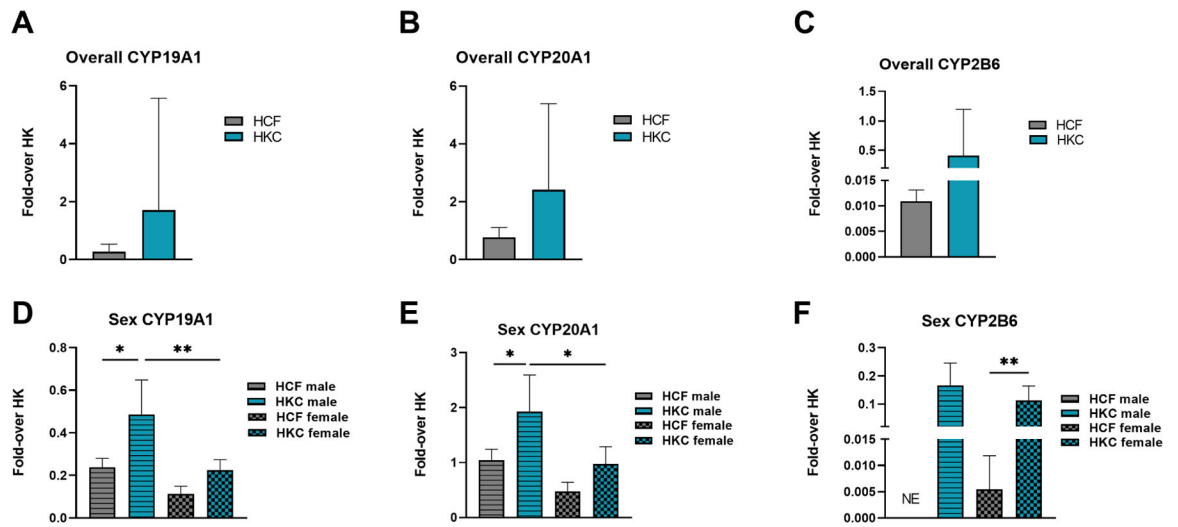 A
Overall CYP19A1
Fold-over HK
6
4
2
0
HCF
HKC
B
Overall CYP20A1
Fold-over HK
6
4
2
0
HCF
HKC
C
Overall CYP2B6
Fold-over HK
1.5
1.0
0.5
0.015
0.010
0.005
0.000
HCF
HKC
D
Sex CYP19A1
Fold-over HK
0.8
0.6
0.4
0.2
0.0
* **
HCF male
HKC male
HCF female
HKC female
E
Sex CYP20A1
Fold-over HK
3
2
1
0
* *
HCF male
HKC male
HCF female
HKC female
F
Sex CYP2B6
Fold-over HK
0.3
0.2
0.1
0.015
0.010
0.005
0.000
NE
**
HCF male
HKC male
HCF female
HKC female